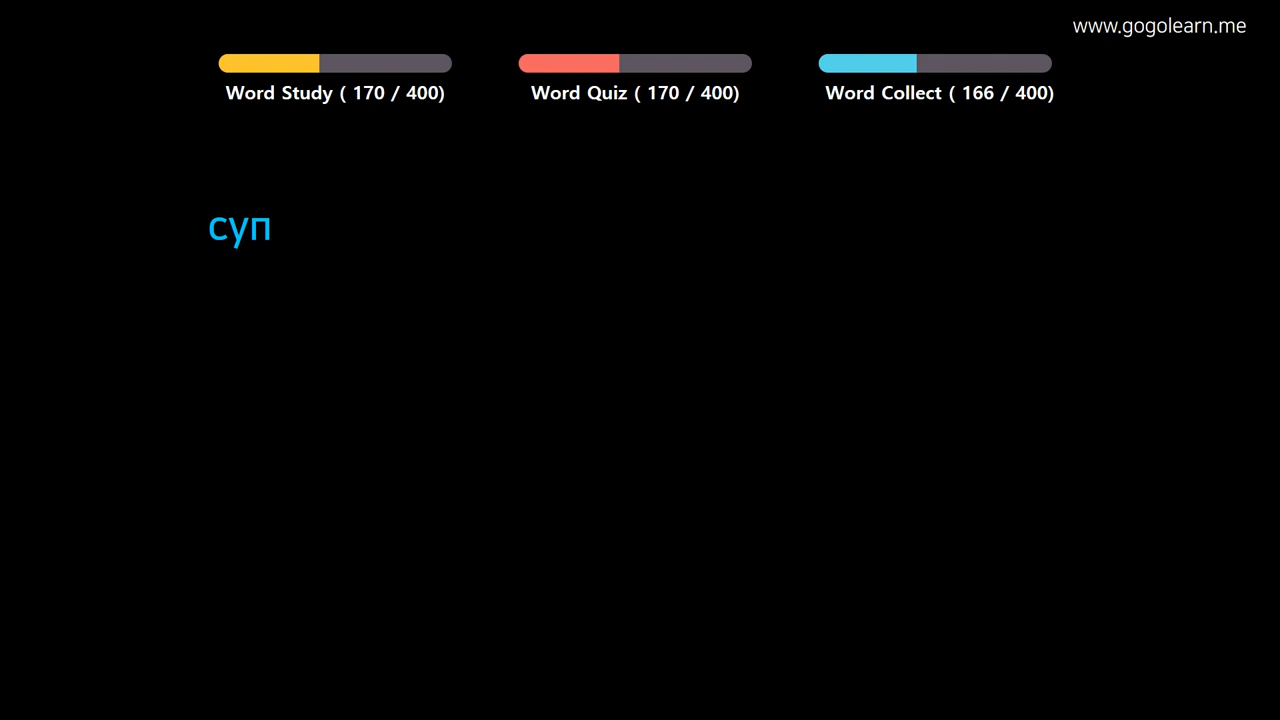 www.gogolearn.me
Word Study ( 170 / 400)
Word Quiz ( 170 / 400)
Word Collect ( 166 / 400)
суп